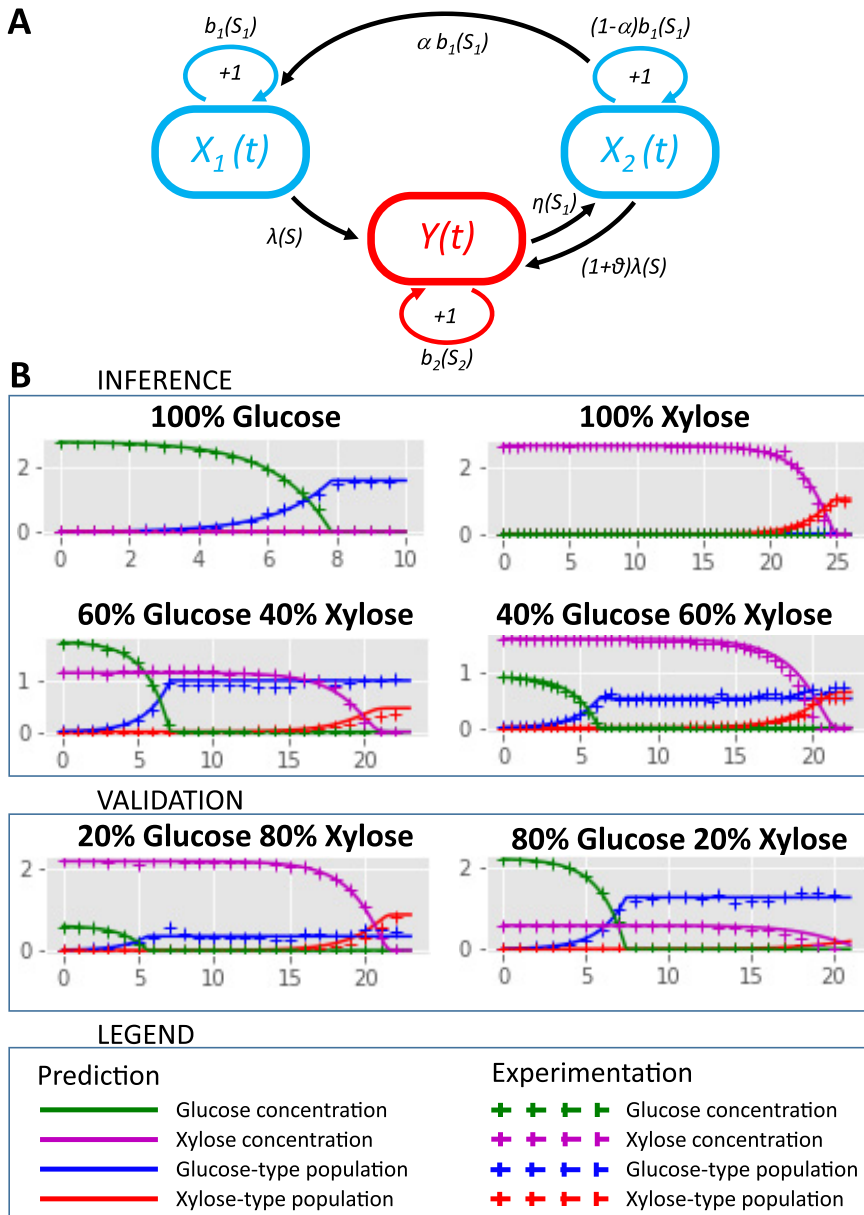 A
b₁(S₁)
+1
α b₁(S₁)
(1-α)b₁(S₁)
+1
X₁(t)
X₂(t)
λ(S)
Y(t)
η(S₁)
(1+ϑ)λ(S)
+1
b₂(S₂)
B
INFERENCE
100% Glucose
2
0
0 2 4 6 8 10
100% Xylose
2
0
0 5 10 15 20 25
60% Glucose 40% Xylose
1
0
0 5 10 15 20
40% Glucose 60% Xylose
1
0
0 5 10 15 20
VALIDATION
20% Glucose 80% Xylose
2
0
0 5 10 15 20
80% Glucose 20% Xylose
2
0
0 5 10 15 20
LEGEND
Prediction
Glucose concentration
Xylose concentration
Glucose-type population
Xylose-type population
Experimentation
Glucose concentration
Xylose concentration
Glucose-type population
Xylose-type population